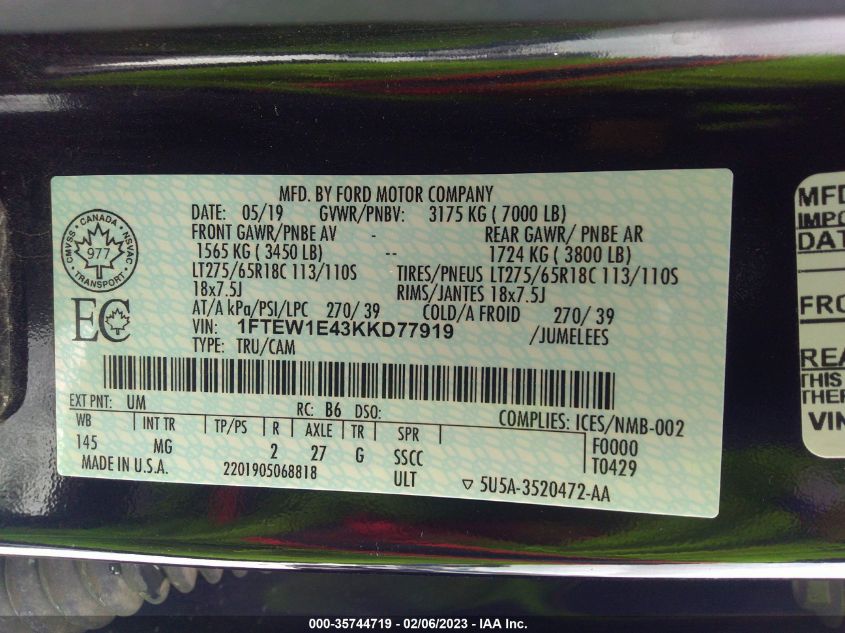 MFD. BY FORD MOTOR COMPANY
DATE: 05/19 GVWR/PNBV: 3175 KG ( 7000 LB)
FRONT GAWR/PNBE AV - REAR GAWR/ PNBE AR
1565 KG ( 3450 LB) -- 1724 KG ( 3800 LB)
LT275/65R18C 113/110S TIRES/PNEUS LT275/65R18C 113/110S
18x7.5J RIMS/JANTES 18x7.5J
AT/A kPa/PSI/LPC 270/ 39 COLD/A FROID 270/ 39
VIN: 1FTEW1E43KKD77919 /JUMELEES
TYPE: TRU/CAM
CANADA
CMVSS 977 NSVAC
TRANSPORT
EC
EXT PNT: UM RC: B6 DSO: COMPLIES: ICES/NMB-002
WB INT TR TP/PS R AXLE TR SPR F0000
145 MG 2 27 G SSCC T0429
MADE IN U.S.A. 2201905068818 ULT 5U5A-3520472-AA
MFD
IMPO
DAT
FRO
REA
THIS
THER
VIN
000-35744719 - 02/06/2023 - IAA Inc.